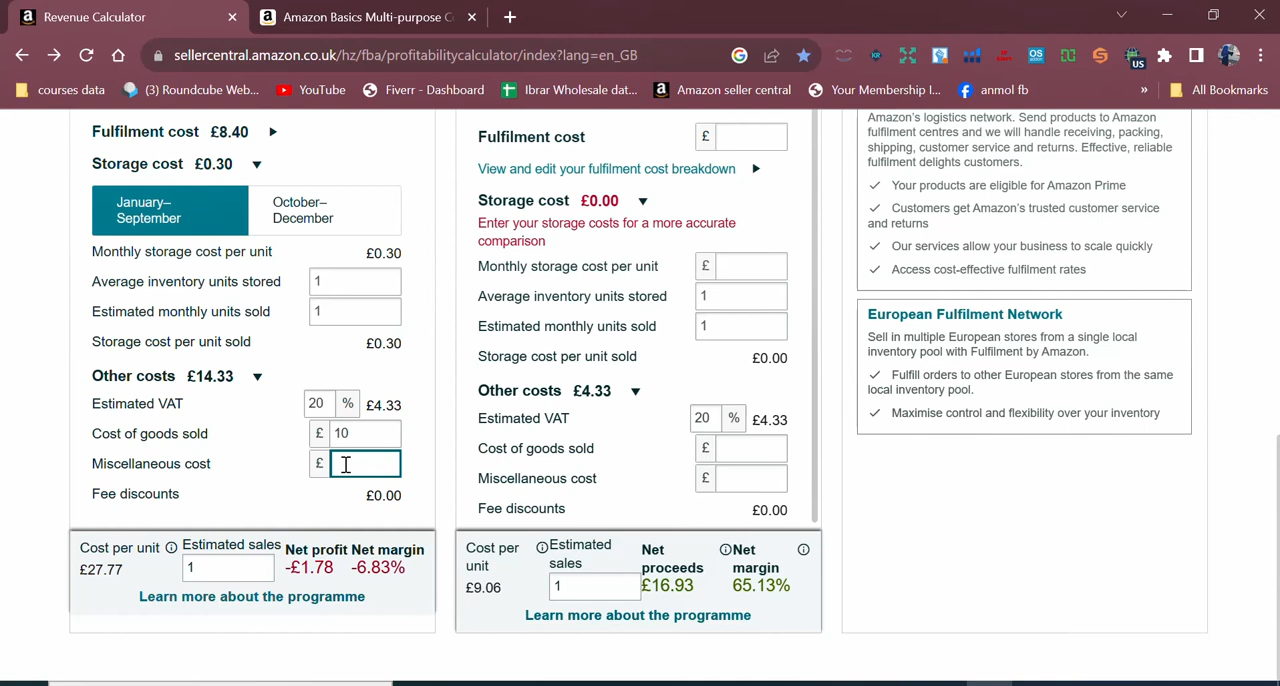 Revenue Calculator
Amazon Basics Multi-purpose C
sellercentral.amazon.co.uk/hz/fba/profitabilitycalculator/index?lang=en_GB
US
courses data
(3) Roundcube Web...
YouTube
Fiverr - Dashboard
Ibrar Wholesale dat...
Amazon seller central
Your Membership I...
anmol fb
»
All Bookmarks
Fulfilment cost £8.40
Storage cost £0.30
January–
September
October–
December
Monthly storage cost per unit £0.30
Average inventory units stored 1
Estimated monthly units sold 1
Storage cost per unit sold £0.30
Other costs £14.33
Estimated VAT 20 % £4.33
Cost of goods sold £ 10
Miscellaneous cost £
Fee discounts £0.00
Cost per unit
£27.77
Estimated sales
1
Net profit
-£1.78
Net margin
-6.83%
Learn more about the programme
Fulfilment cost £
View and edit your fulfilment cost breakdown
Storage cost £0.00
Enter your storage costs for a more accurate
comparison
Monthly storage cost per unit £
Average inventory units stored 1
Estimated monthly units sold 1
Storage cost per unit sold £0.00
Other costs £4.33
Estimated VAT 20 % £4.33
Cost of goods sold £
Miscellaneous cost £
Fee discounts £0.00
Cost per
unit
£9.06
Estimated
sales
1
Net
proceeds
£16.93
Net
margin
65.13%
Learn more about the programme
Amazon's logistics network. Send products to Amazon
fulfilment centres and we will handle receiving, packing,
shipping, customer service and returns. Effective, reliable
fulfilment delights customers.
Your products are eligible for Amazon Prime
Customers get Amazon's trusted customer service
and returns
Our services allow your business to scale quickly
Access cost-effective fulfilment rates
European Fulfilment Network
Sell in multiple European stores from a single local
inventory pool with Fulfilment by Amazon.
Fulfill orders to other European stores from the same
local inventory pool.
Maximise control and flexibility over your inventory